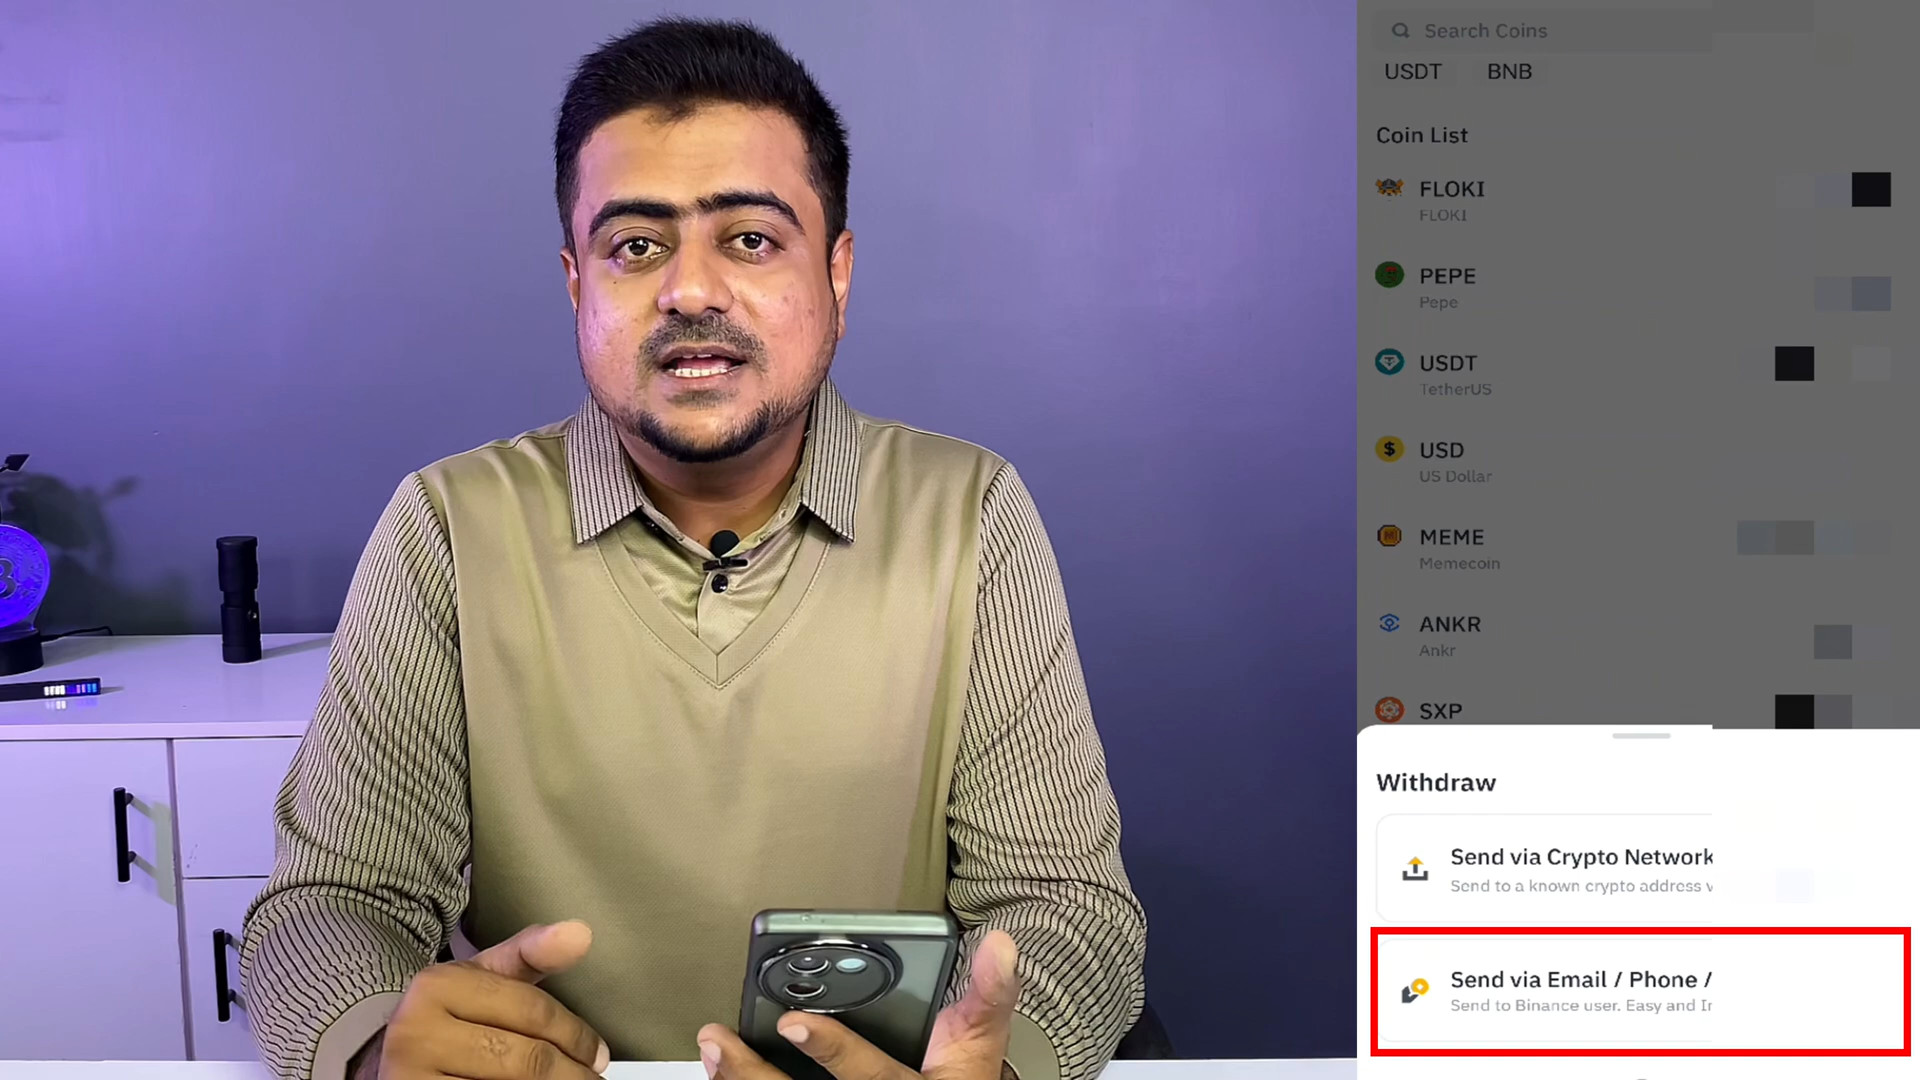 Search Coins
USDT BNB
Coin List
FLOKI
FLOKI
PEPE
Pepe
USDT
TetherUS
USD
US Dollar
MEME
Memecoin
ANKR
Ankr
SXP
Withdraw
Send via Crypto Network
Send to a known crypto address
Send via Email / Phone /
Send to Binance user. Easy and